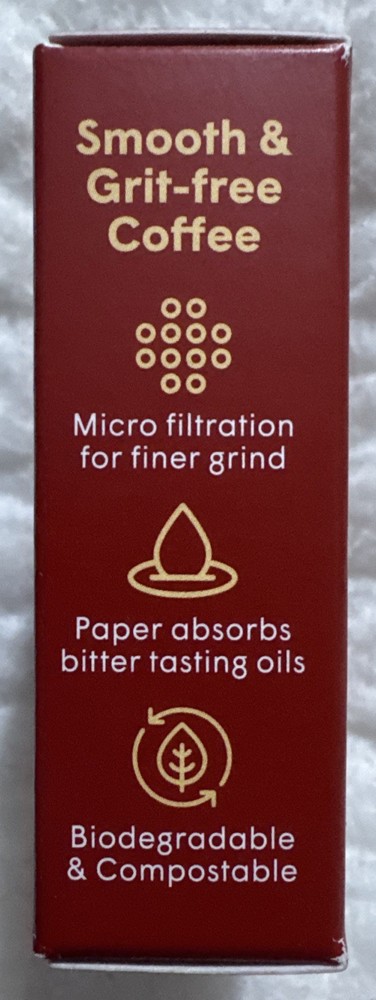 Smooth &
Grit-free
Coffee
Micro filtration
for finer grind
Paper absorbs
bitter tasting oils
Biodegradable
& Compostable